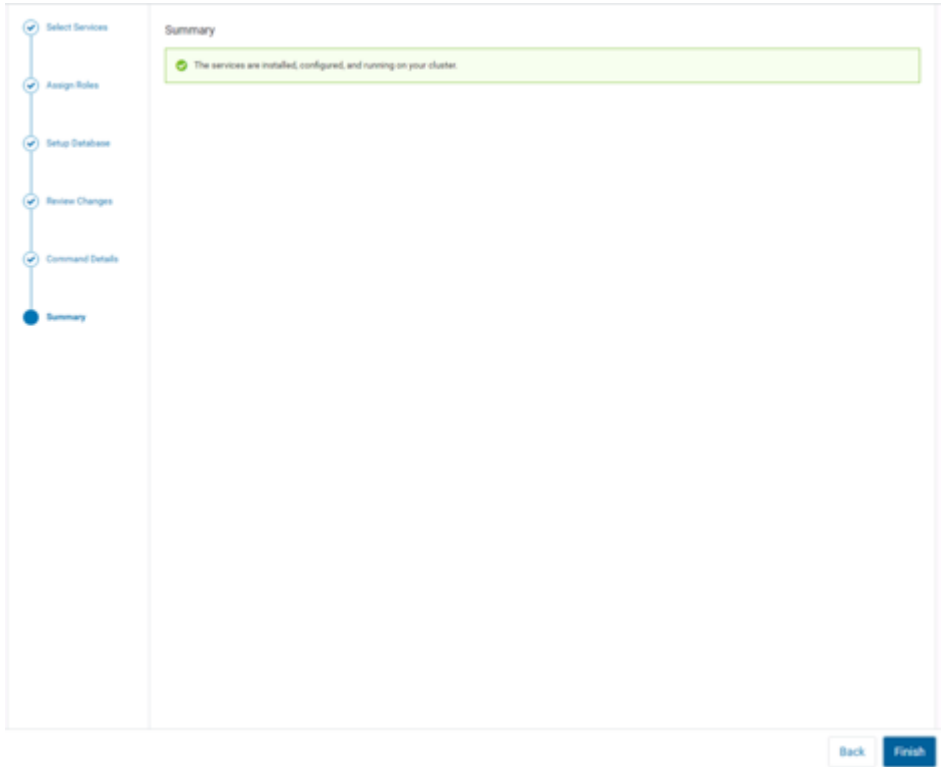 Select Services
Assign Roles
Setup Database
Review Changes
Command Details
Summary
Summary
The services are installed, configured, and running on your cluster.
Back
Finish